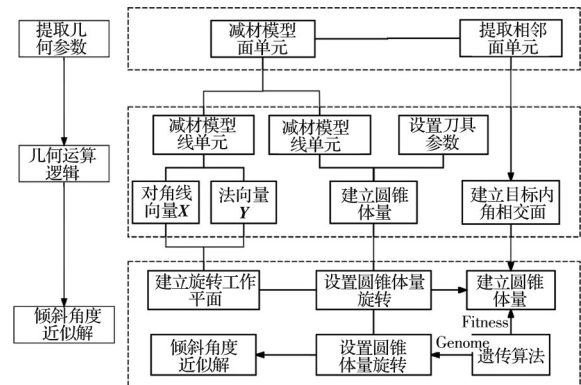 提取几
何参数
减材模型
面单元
提取相邻
面单元
减材模型
线单元
减材模型
线单元
设置刀具
参数
几何运算
逻辑
对角线
向量X
法向量
Y
建立圆锥
体量
建立目标内
角相交面
建立旋转工作
平面
设置圆锥体量
旋转
建立圆锥
体量
倾斜角度
近似解
Fitness
Genome
倾斜角度
近似解
设置圆锥
体量旋转
遗传算法